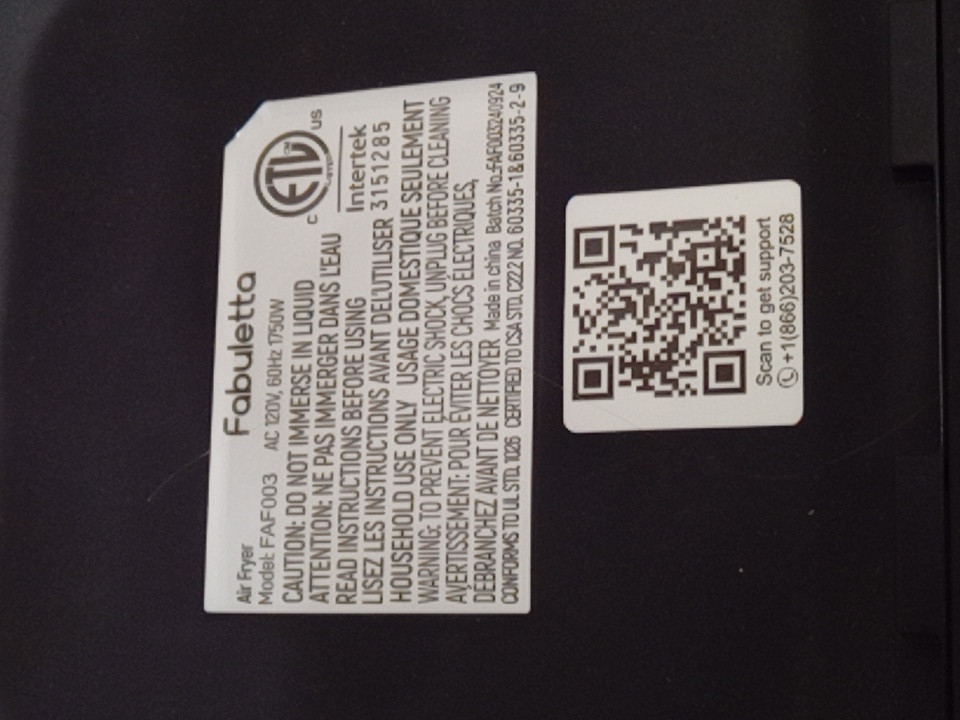 Fabuletta
Air Fryer
Model: FAF003 AC 120V, 60Hz 1750W
CAUTION: DO NOT IMMERSE IN LIQUID
ATTENTION: NE PAS IMMERGER DANS L'EAU
READ INSTRUCTIONS BEFORE USING
LISEZ LES INSTRUCTIONS AVANT DELUTILISER
HOUSEHOLD USE ONLY USAGE DOMESTIQUE SEULEMENT
WARNING: TO PREVENT ELECTRIC SHOCK, UNPLUG BEFORE CLEANING
AVERTISSEMENT: POUR ÉVITER LES CHOCS ÉLECTRIQUES,
DÉBRANCHEZ AVANT DE NETTOYER Made in china Batch No.:FAF003240924
CONFORMS TO UL STD. 1026 CERTIFIED TO CSA STD. C22.2 NO. 60335-1&60335-2-9
C ETL CM US
Intertek
3151285
Scan to get support
+1(866)203-7528